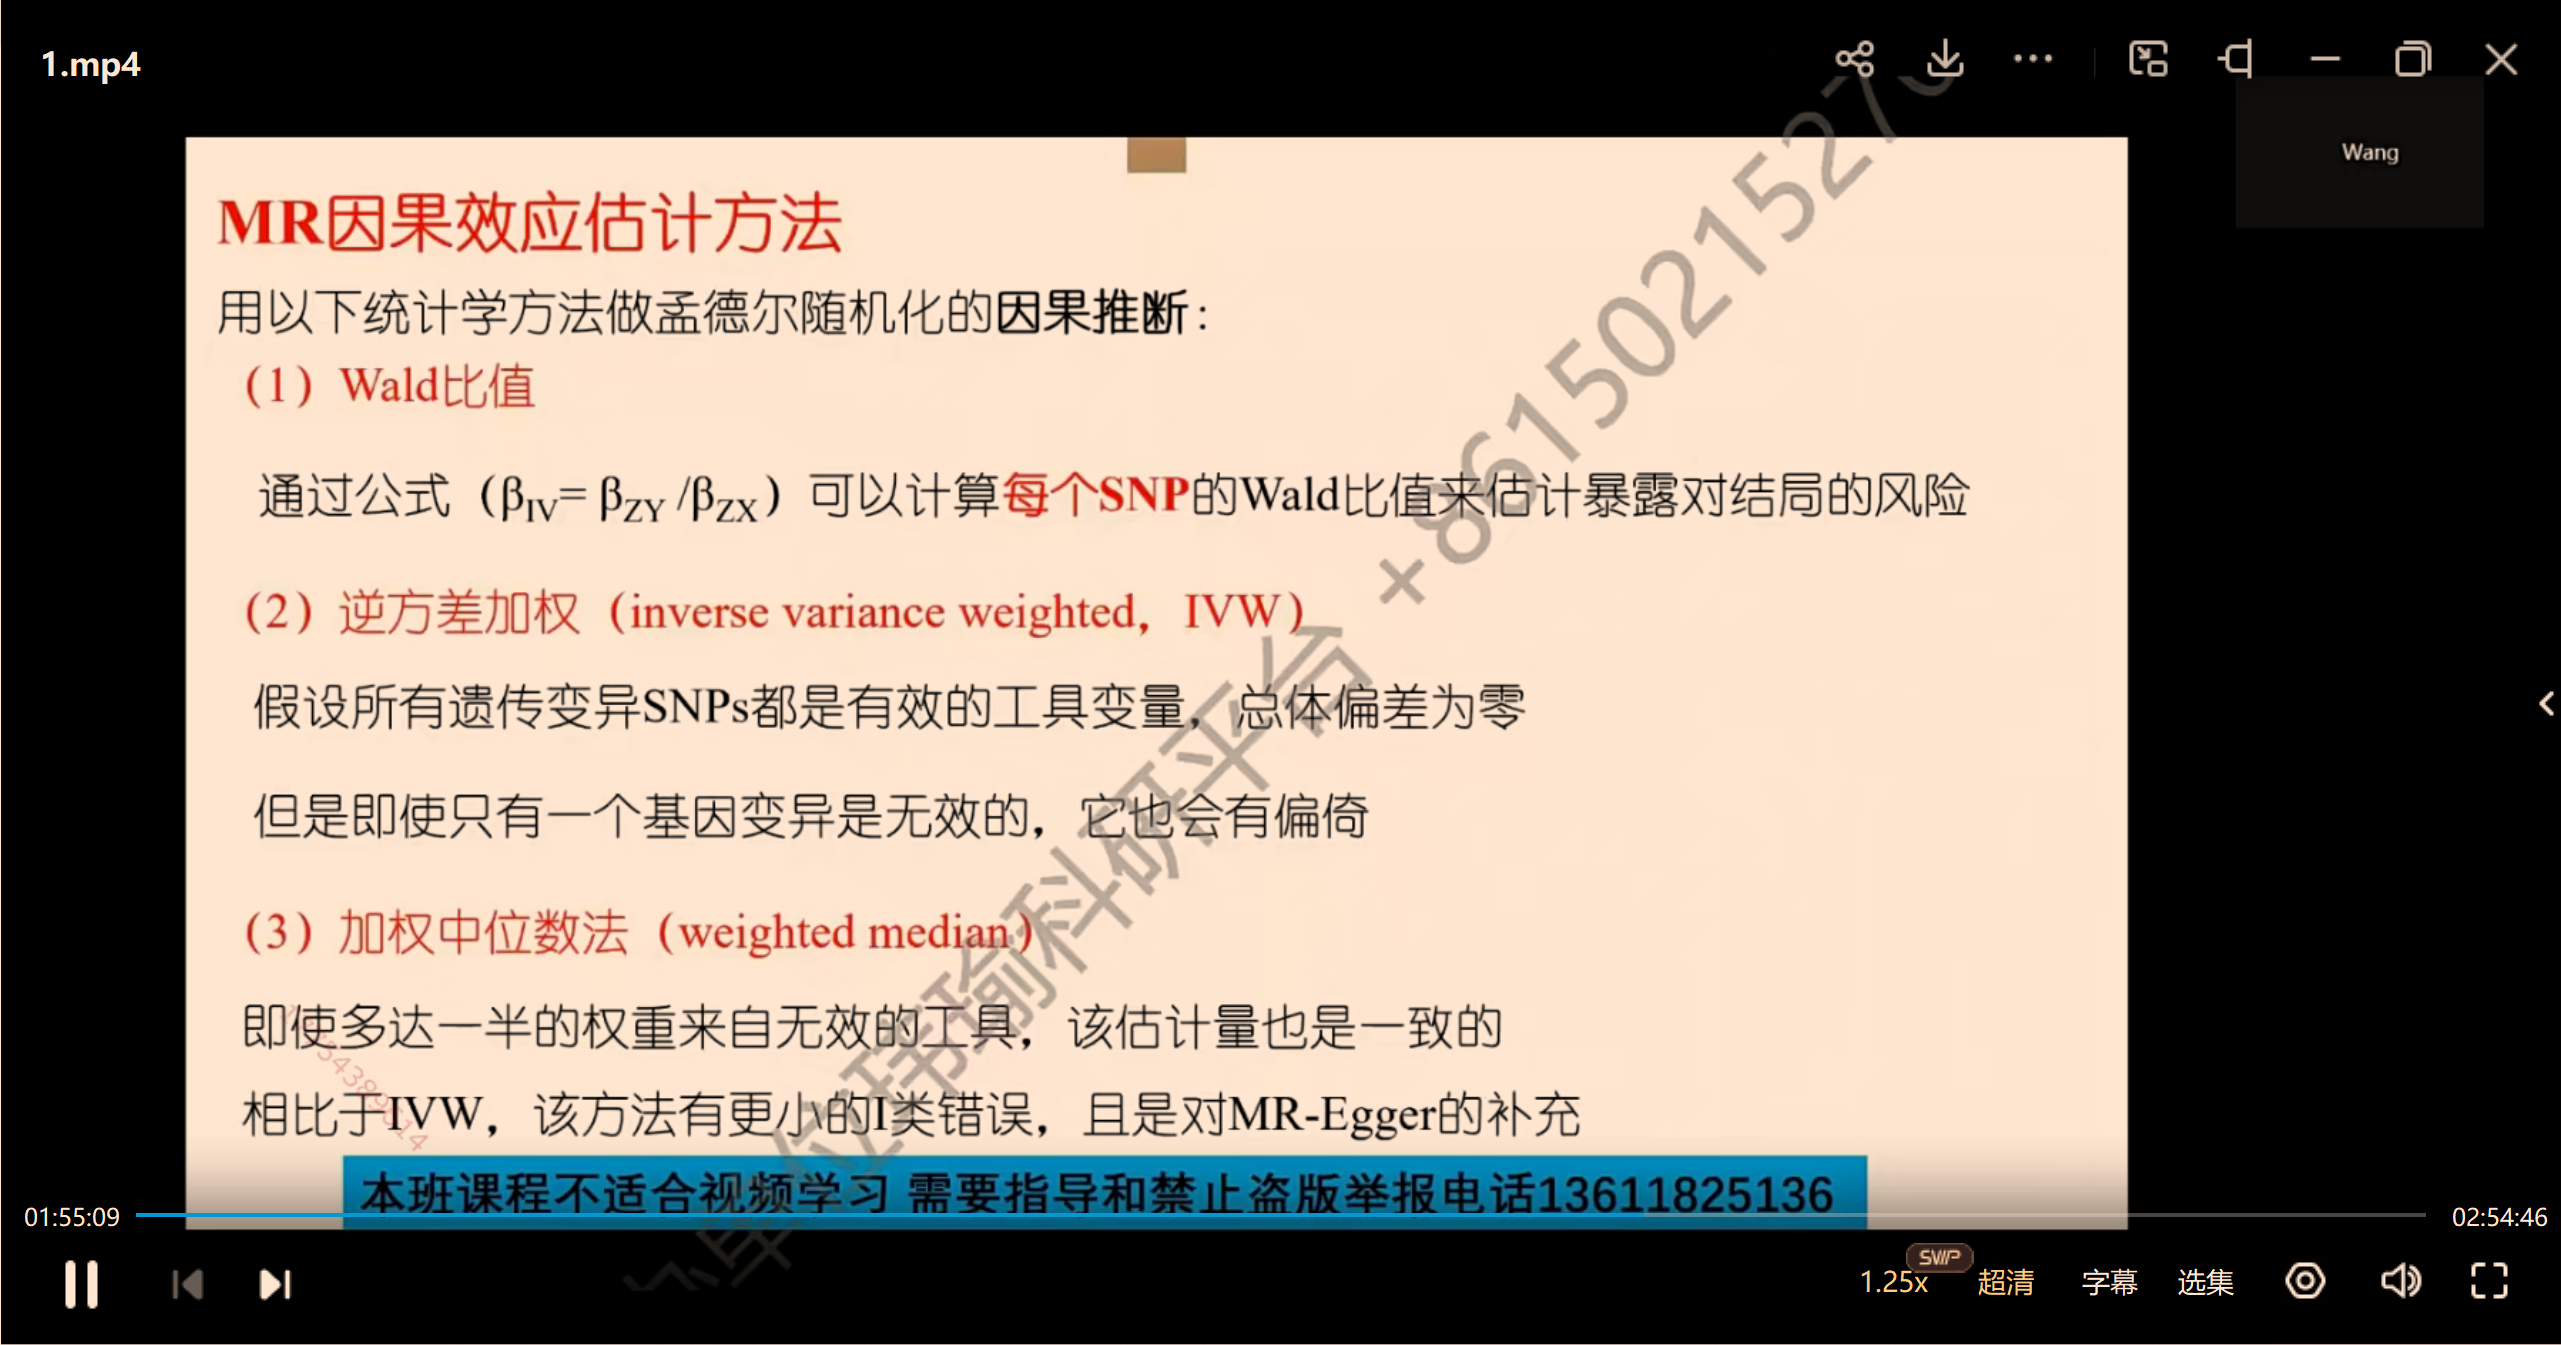 1.mp4
Wang
MR因果效应估计方法
用以下统计学方法做孟德尔随机化的因果推断：
（1）Wald比值
通过公式（βIV= βZY /βZX）可以计算每个SNP的Wald比值来估计暴露对结局的风险
（2）逆方差加权（inverse variance weighted，IVW）
假设所有遗传变异SNPs都是有效的工具变量，总体偏差为零
但是即使只有一个基因变异是无效的，它也会有偏倚
（3）加权中位数法（weighted median）
即使多达一半的权重来自无效的工具，该估计量也是一致的
相比于IVW，该方法有更小的I类错误，且是对MR-Egger的补充
本班课程不适合视频学习 需要指导和禁止盗版举报电话13611825136
单位玮瑜科研平台 +8615021527
01:55:09
02:54:46
SWP
1.25x
超清
字幕
选集